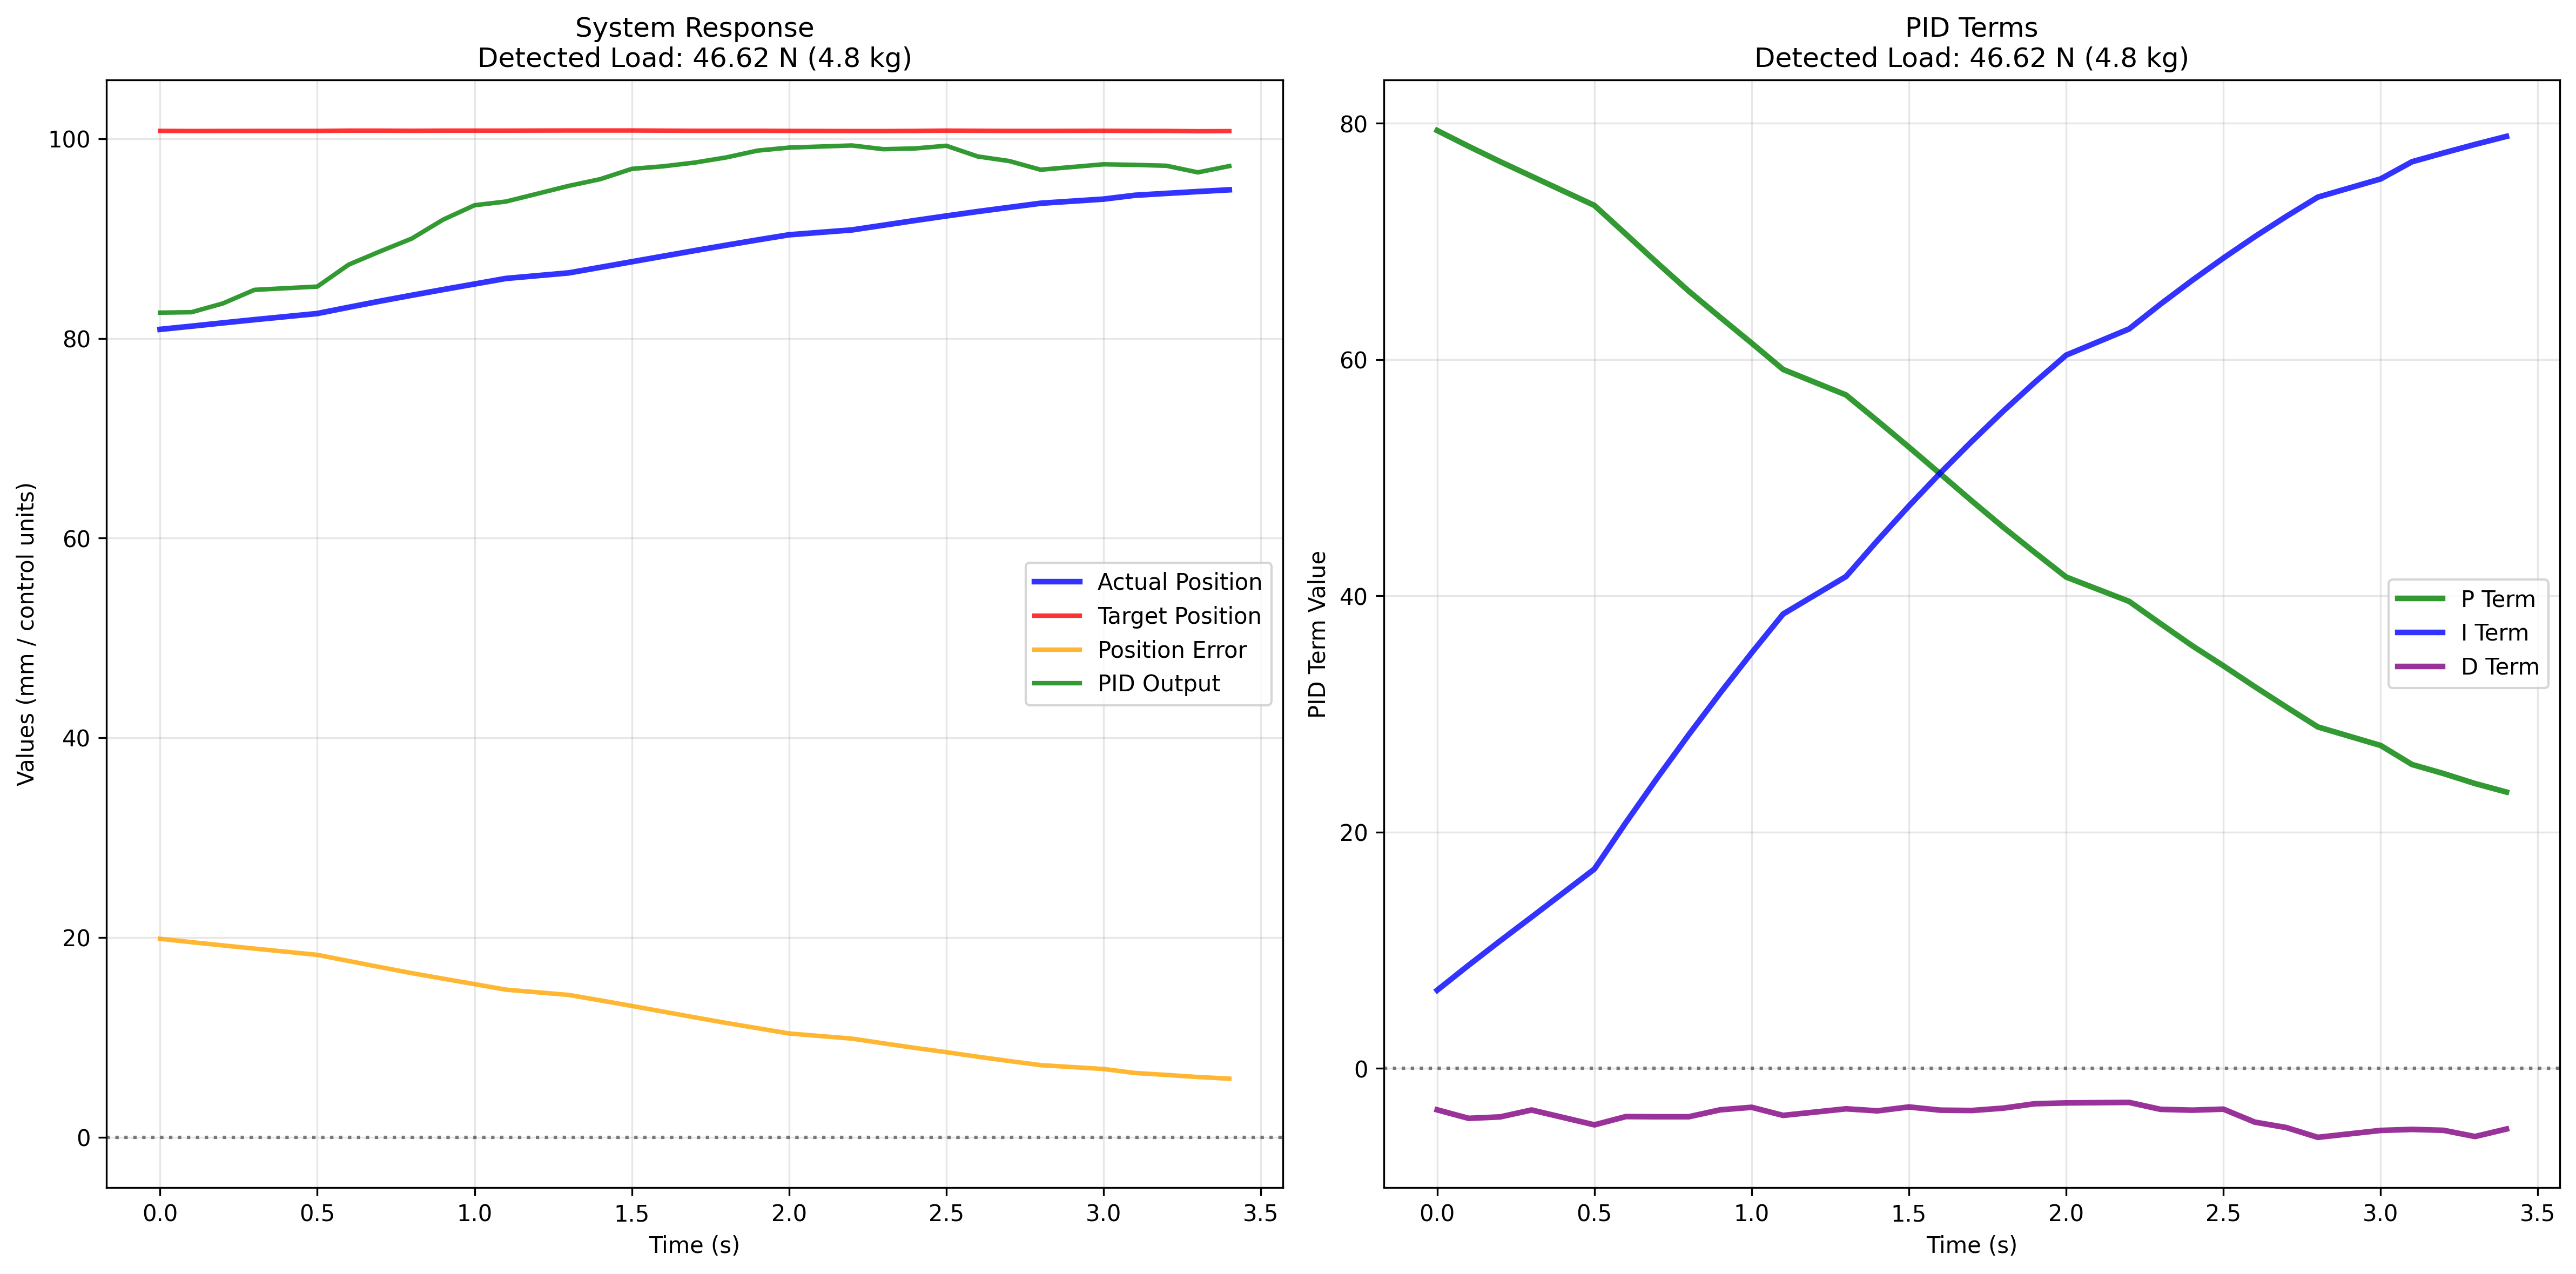 System Response
Detected Load: 46.62 N (4.8 kg)
Values (mm / control units)
100
80
60
40
20
0
Actual Position
Target Position
Position Error
PID Output
0.0 0.5 1.0 1.5 2.0 2.5 3.0 3.5
Time (s)
PID Terms
Detected Load: 46.62 N (4.8 kg)
PID Term Value
80
60
40
20
0
P Term
I Term
D Term
0.0 0.5 1.0 1.5 2.0 2.5 3.0 3.5
Time (s)